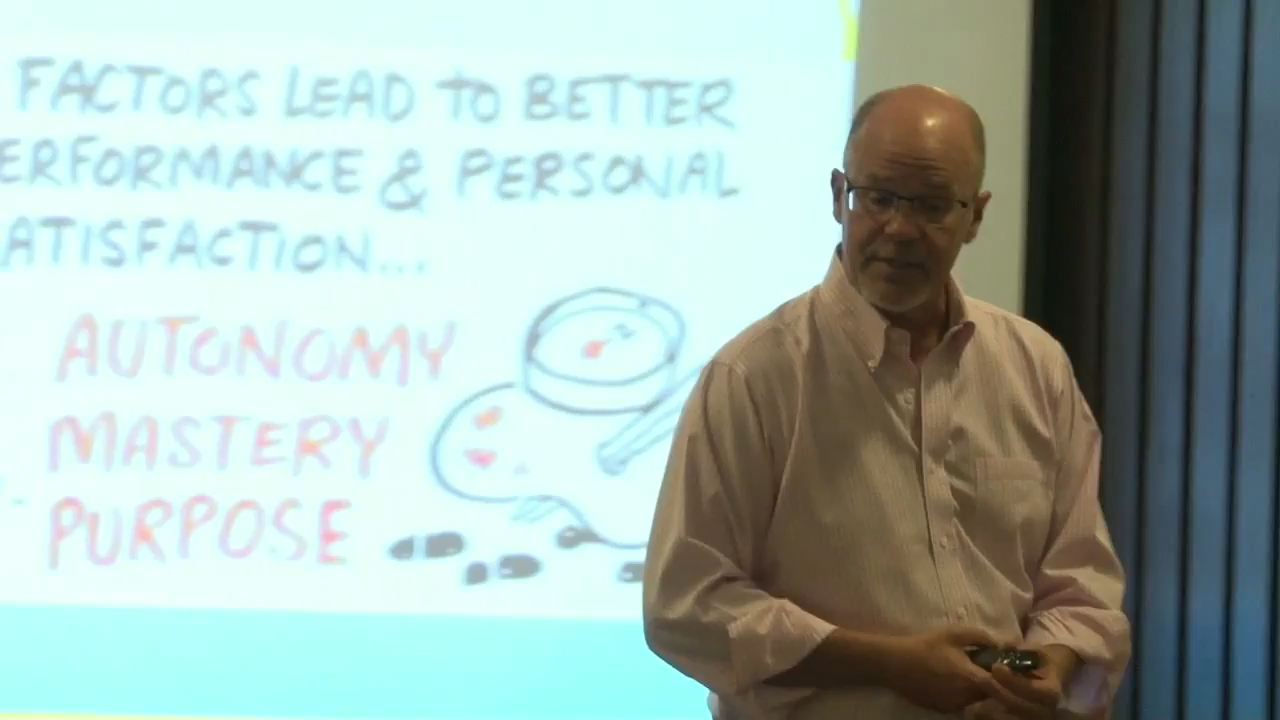 FACTORS LEAD TO BETTER
ERFORMANCE & PERSONAL
ATISFACTION...
AUTONOMY
MASTERY
PURPOSE